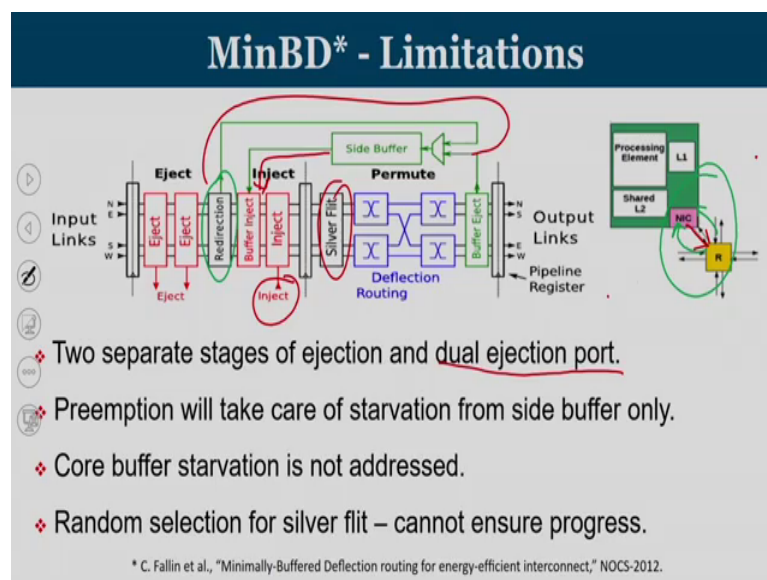 MinBD* - Limitations
Side Buffer
Eject
Inject
Permute
Input
Links
N
E
S
W
Eject
Eject
Redirection
Buffer Inject
Inject
Silver Flit
Buffer Eject
N
S
E
W
Output
Links
Deflection
Routing
Pipeline
Register
Eject
Inject
Processing
Element
L1
Shared
L2
NIC
R
❖ Two separate stages of ejection and dual ejection port.
❖ Preemption will take care of starvation from side buffer only.
❖ Core buffer starvation is not addressed.
❖ Random selection for silver flit – cannot ensure progress.
* C. Fallin et al., "Minimally-Buffered Deflection routing for energy-efficient interconnect," NOCS-2012.